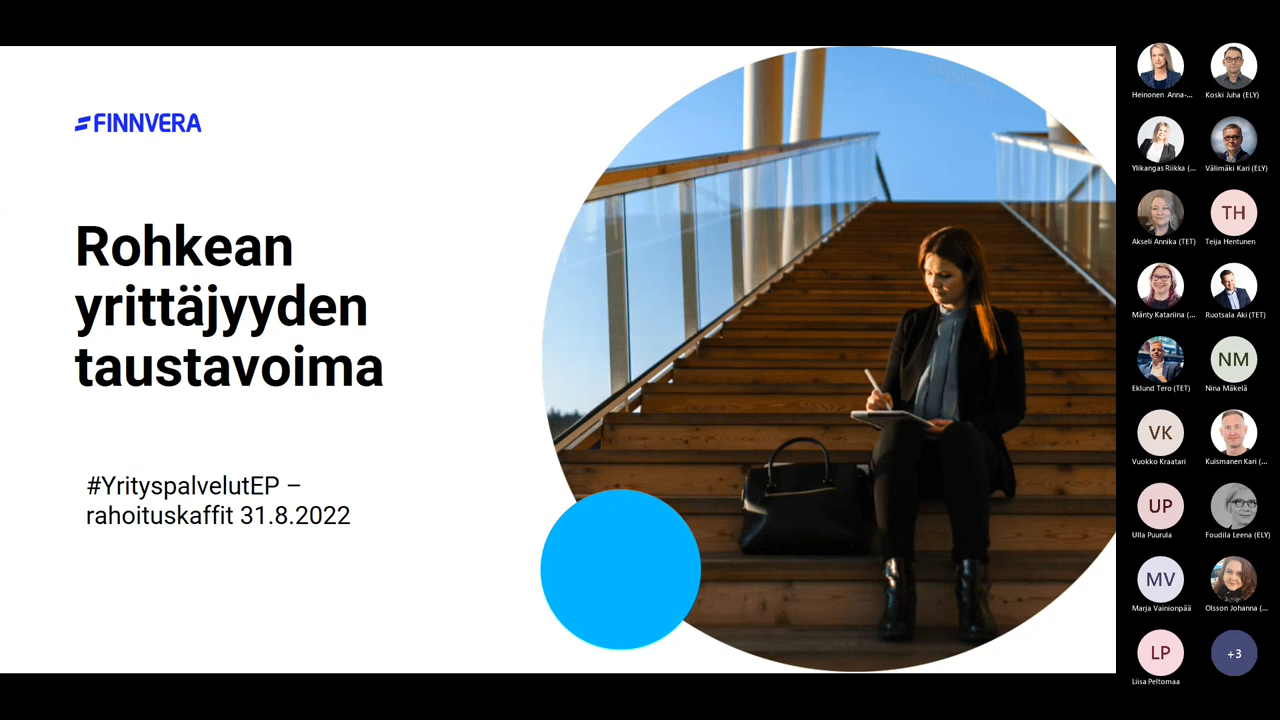 FINNVERA
Rohkean
yrittäjyyden
taustavoima
#YrityspalvelutEP –
rahoituskaffit 31.8.2022
Heinonen Anna-...
Koski Juha (ELY)
Ylikangas Riikka (...
Välimäki Kari (ELY)
Akseli Annika (TET)
TH
Teija Hentunen
Mänty Katariina (...
Ruotsala Aki (TET)
Eklund Tero (TET)
NM
Nina Mäkelä
VK
Vuokko Kraatari
Kuismanen Kari (...
UP
Ulla Puurula
Foudila Leena (ELY)
MV
Marja Vainionpää
Olsson Johanna (...
LP
Liisa Peltomaa
+3